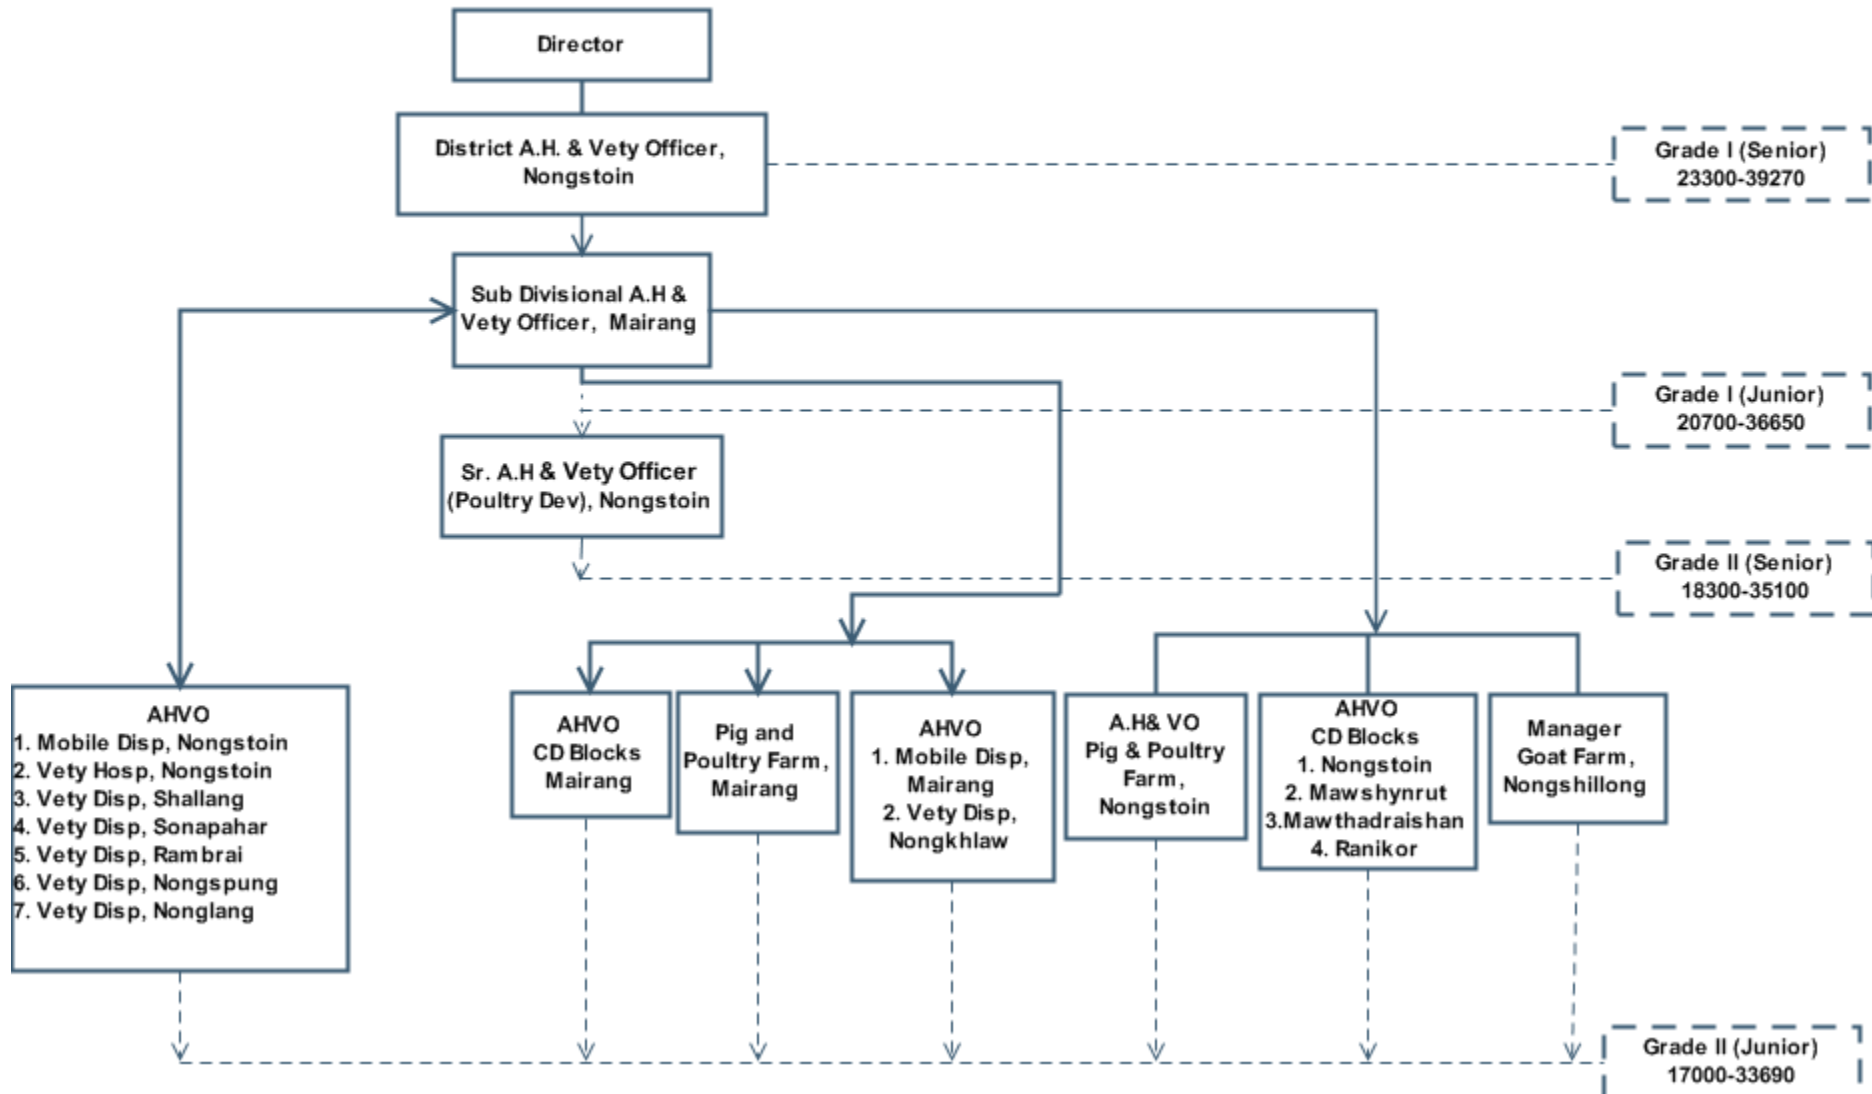 Director
District A.H. & Vety Officer,
Nongstoin
Grade I (Senior)
23300-39270
Sub Divisional A.H &
Vety Officer, Mairang
Grade I (Junior)
20700-36650
Sr. A.H & Vety Officer
(Poultry Dev), Nongstoin
Grade II (Senior)
18300-35100
AHVO
1. Mobile Disp, Nongstoin
2. Vety Hosp, Nongstoin
3. Vety Disp, Shallang
4. Vety Disp, Sonapahar
5. Vety Disp, Rambrai
6. Vety Disp, Nongspung
7. Vety Disp, Nonglang
AHVO
CD Blocks
Mairang
Pig and
Poultry Farm,
Mairang
AHVO
1. Mobile Disp,
Mairang
2. Vety Disp,
Nongkhlaw
A.H& VO
Pig & Poultry
Farm,
Nongstoin
AHVO
CD Blocks
1. Nongstoin
2. Mawshynrut
3.Mawthadraishan
4. Ranikor
Manager
Goat Farm,
Nongshillong
Grade II (Junior)
17000-33690